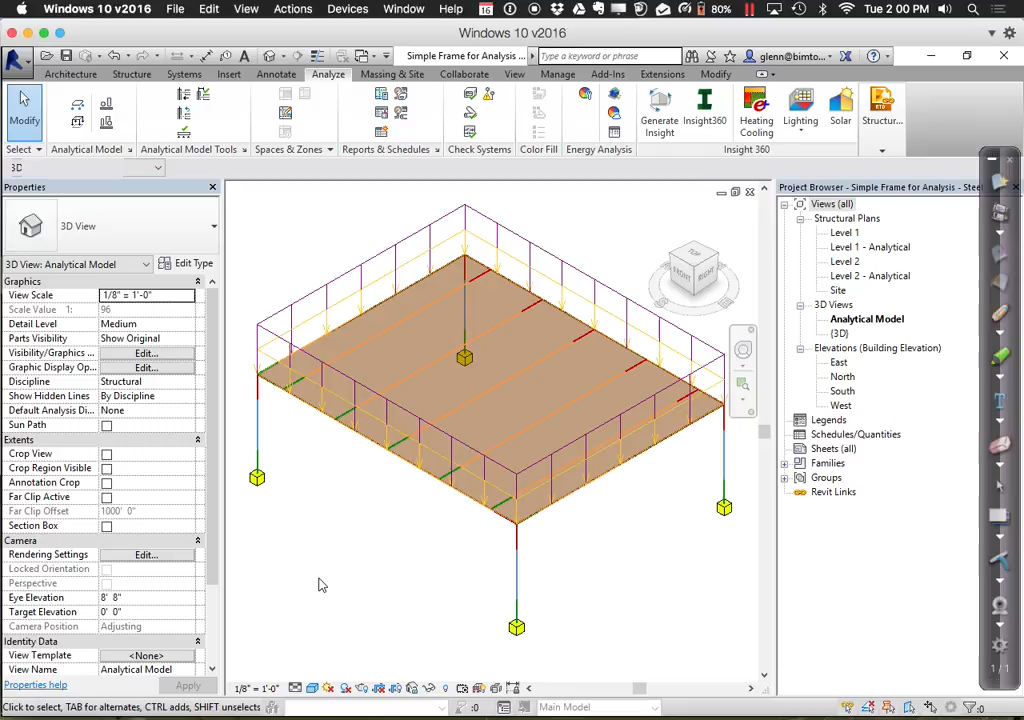 Windows 10 v2016 File Edit View Actions Devices Window Help 16 80% Tue 2 00 PM
Windows 10 v2016
Simple Frame for Analysis ... Type a keyword or phrase glenn@bimto...
Architecture Structure Systems Insert Annotate Analyze Massing & Site Collaborate View Manage Add-Ins Extensions Modify
Modify Generate Insight Insight360 Heating Cooling Lighting Solar Structur...
Select Analytical Model Analytical Model Tools Spaces & Zones Reports & Schedules Check Systems Color Fill Energy Analysis Insight 360
3D
Properties
3D View
3D View: Analytical Model Edit Type
Graphics
View Scale 1/8" = 1'-0"
Scale Value 1: 96
Detail Level Medium
Parts Visibility Show Original
Visibility/Graphics ... Edit...
Graphic Display Op... Edit...
Discipline Structural
Show Hidden Lines By Discipline
Default Analysis Di... None
Sun Path
Extents
Crop View
Crop Region Visible
Annotation Crop
Far Clip Active
Far Clip Offset 1000' 0"
Section Box
Camera
Rendering Settings Edit...
Locked Orientation
Perspective
Eye Elevation 8' 8"
Target Elevation 0' 0"
Camera Position Adjusting
Identity Data
View Template <None>
View Name Analytical Model
Properties help Apply
TOP
FRONT RIGHT
1/8" = 1'-0"
Project Browser - Simple Frame for Analysis - Stee
Views (all)
Structural Plans
Level 1
Level 1 - Analytical
Level 2
Level 2 - Analytical
Site
3D Views
Analytical Model
{3D}
Elevations (Building Elevation)
East
North
South
West
Legends
Schedules/Quantities
Sheets (all)
Families
Groups
Revit Links
1/1
Click to select, TAB for alternates, CTRL adds, SHIFT unselects :0 Main Model :0